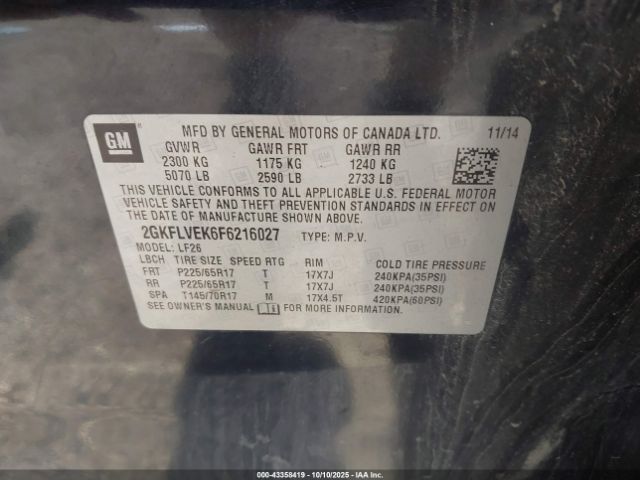 GM
MFD BY GENERAL MOTORS OF CANADA LTD. 11/14
GVWR GAWR FRT GAWR RR
2300 KG 1175 KG 1240 KG
5070 LB 2590 LB 2733 LB
THIS VEHICLE CONFORMS TO ALL APPLICABLE U.S. FEDERAL MOTOR
VEHICLE SAFETY AND THEFT PREVENTION STANDARDS IN EFFECT ON
THE DATE OF MANUFACTURE SHOWN ABOVE.
2GKFLVEK6F6216027 TYPE: M.P.V.
MODEL: LF26
LBCH TIRE SIZE SPEED RTG RIM COLD TIRE PRESSURE
FRT P225/65R17 T 17X7J 240KPA(35PSI)
RR P225/65R17 T 17X7J 240KPA(35PSI)
SPA T145/70R17 M 17X4.5T 420KPA(60PSI)
SEE OWNER'S MANUAL FOR MORE INFORMATION.
000-43358419 - 10/10/2025 - IAA Inc.